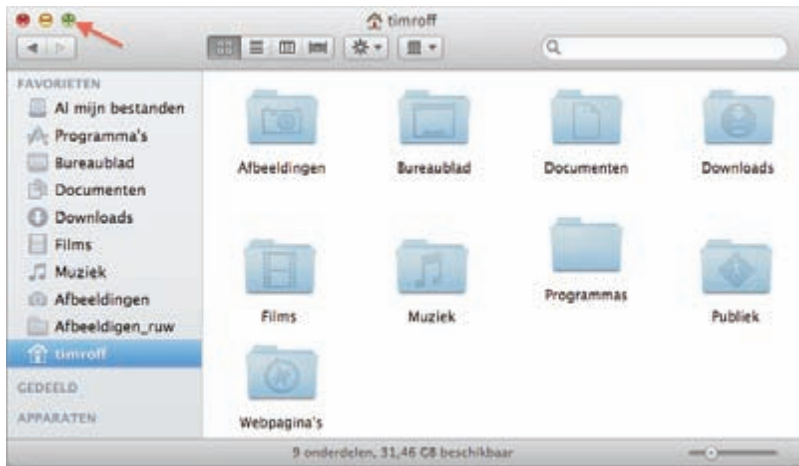 timroff
FAVORIETEN
Al mijn bestanden
Programma's
Bureaublad
Documenten
Downloads
Films
Muziek
Afbeeldingen
Afbeeldigen_ruw
timroff
GEDEELD
APPARATEN
Afbeeldingen
Bureaublad
Documenten
Downloads
Films
Muziek
Programmas
Publiek
Webpagina's
9 onderdelen, 31,46 GB beschikbaar